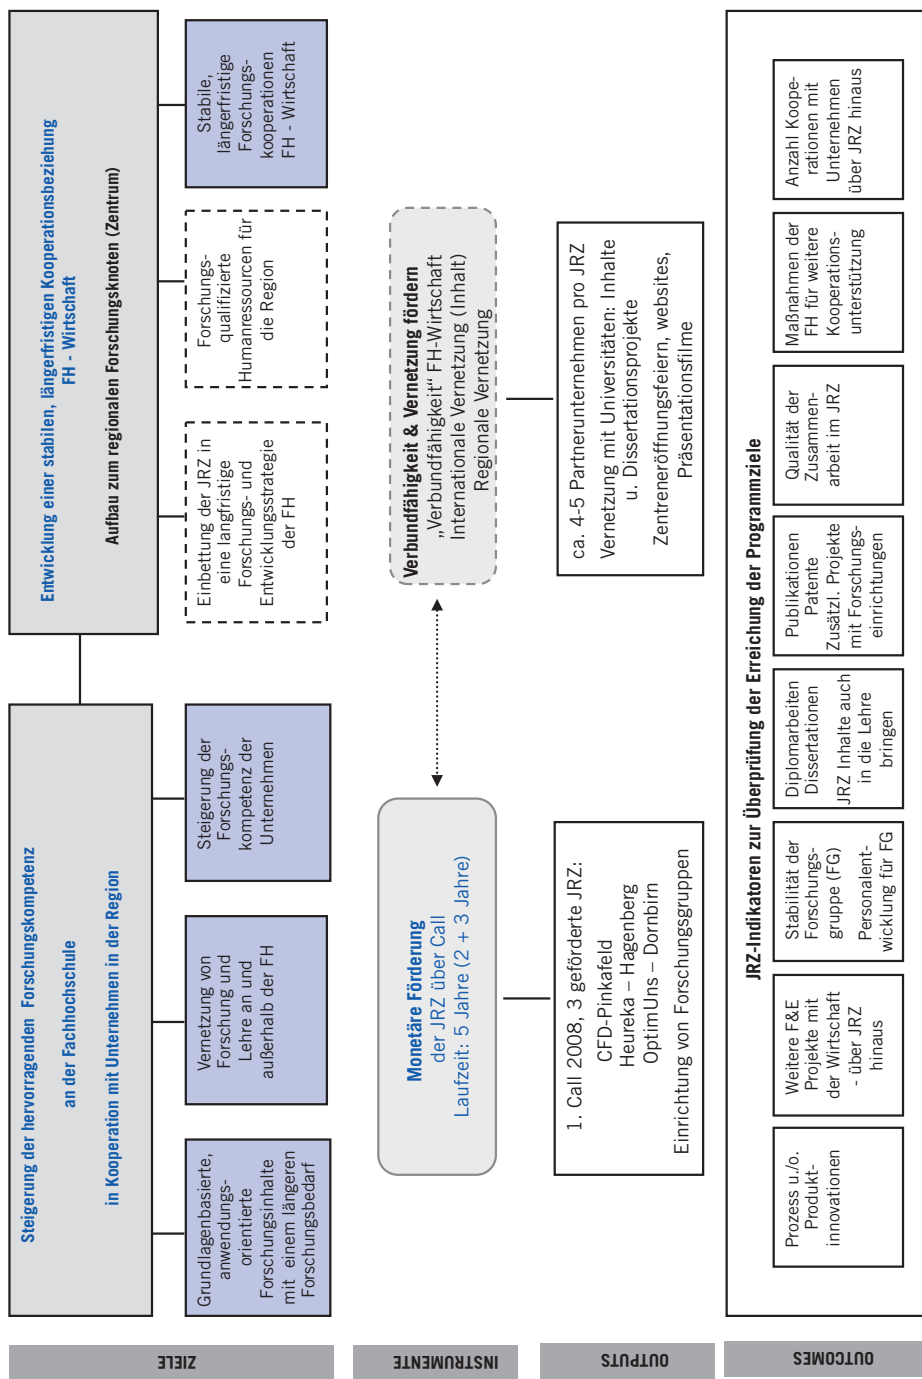 ZIELE
Steigerung der hervorragenden Forschungskompetenz
an der Fachhochschule
in Kooperation mit Unternehmen in der Region
Entwicklung einer stabilen, längerfristigen Kooperationsbeziehung
FH - Wirtschaft
Aufbau zum regionalen Forschungsknoten (Zentrum)
Grundlagenbasierte,
anwendungs-
orientierte
Forschungsinhalte
mit einem längeren
Forschungsbedarf
Vernetzung von
Forschung und
Lehre an und
außerhalb der FH
Steigerung der
Forschungs-
kompetenz der
Unternehmen
Einbettung der JRZ in
eine langfristige
Forschungs- und
Entwicklungsstrategie
der FH
Forschungs-
qualifizierte
Humanressourcen für
die Region
Stabile,
längerfristige
Forschungs-
kooperationen
FH - Wirtschaft
INSTRUMENTE
Monetäre Förderung
der JRZ über Call
Laufzeit: 5 Jahre (2 + 3 Jahre)
Verbundfähigkeit & Vernetzung fördern
„Verbundfähigkeit“ FH-Wirtschaft
Internationale Vernetzung (Inhalt)
Regionale Vernetzung
OUTPUTS
1. Call 2008, 3 geförderte JRZ:
CFD-Pinkafeld
Heureka – Hagenberg
OptimUns – Dornbirn
Einrichtung von Forschungsgruppen
ca. 4-5 Partnerunternehmen pro JRZ
Vernetzung mit Universitäten: Inhalte
u. Dissertationsprojekte
Zentreneröffnungsfeiern, websites,
Präsentationsfilme
OUTCOMES
JRZ-Indikatoren zur Überprüfung der Erreichung der Programmziele
Prozess u./o.
Produkt-
innovationen
Weitere F&E
Projekte mit
der Wirtschaft
- über JRZ
hinaus
Stabilität der
Forschungs-
gruppe (FG)
Personalent-
wicklung für FG
Diplomarbeiten
Dissertationen
JRZ Inhalte auch
in die Lehre
bringen
Publikationen
Patente
Zusätzl. Projekte
mit Forschungs-
einrichtungen
Qualität der
Zusammen-
arbeit im JRZ
Maßnahmen der
FH für weitere
Kooperations-
unterstützung
Anzahl Koope-
rationen mit
Unternehmen
über JRZ hinaus